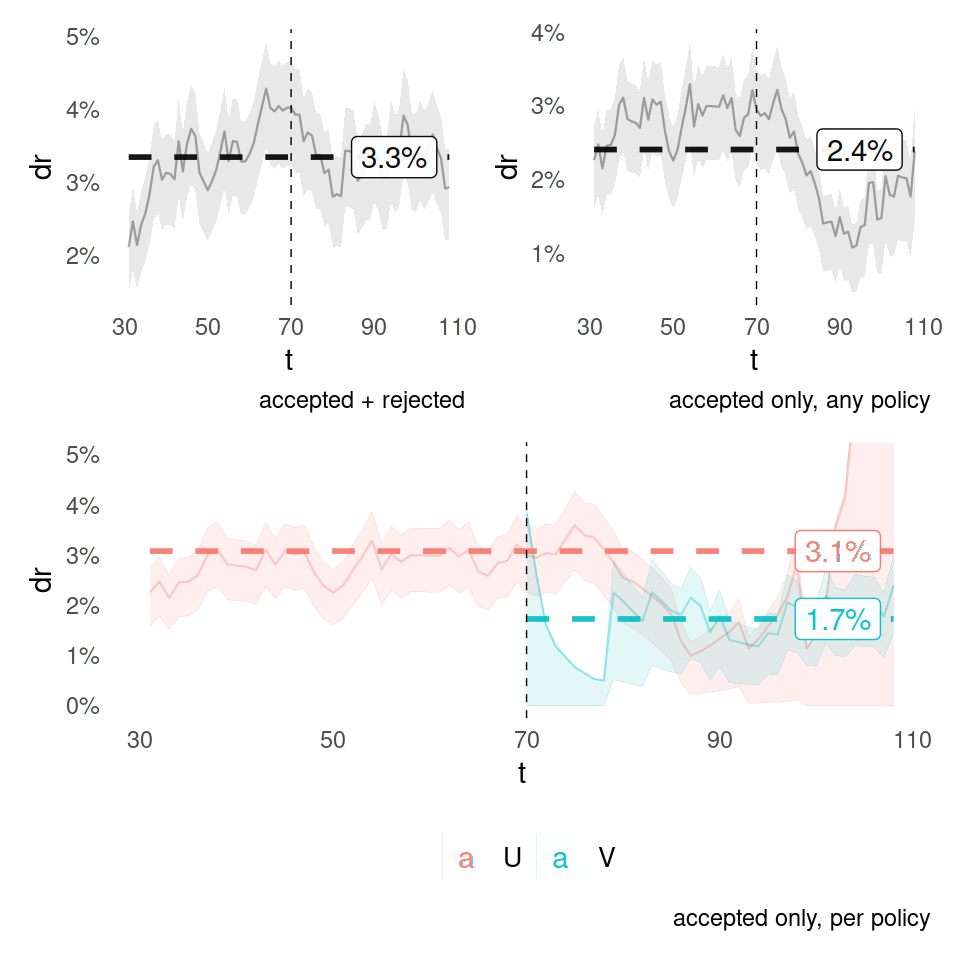 5%
4%
3%
2%
dr
3.3%
30 50 70 90 110
t
accepted + rejected
4%
3%
2%
1%
dr
2.4%
30 50 70 90 110
t
accepted only, any policy
5%
4%
3%
2%
1%
0%
dr
3.1%
1.7%
30 50 70 90 110
t
a U a V
accepted only, per policy